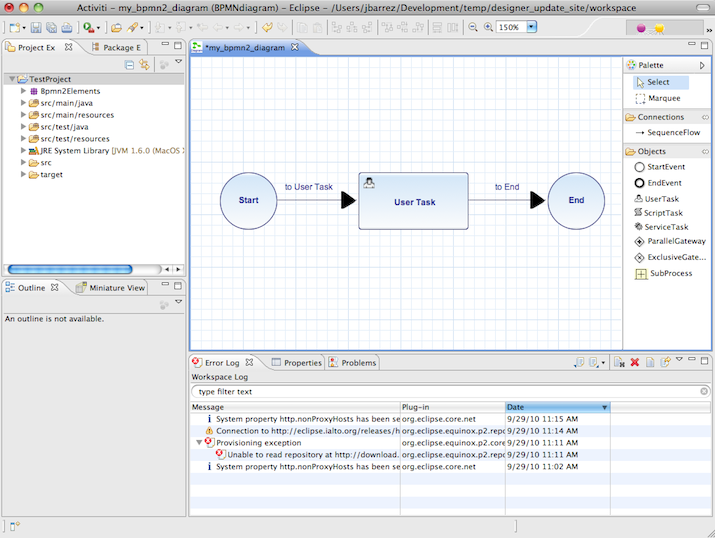 Activiti – my_bpmn2_diagram (BPMNdiagram) – Eclipse – /Users/jbarrez/Development/temp/designer_update_site/workspace
150%
Project Ex
Package E
TestProject
Bpmn2Elements
src/main/java
src/main/resources
src/test/java
src/test/resources
JRE System Library [JVM 1.6.0 (MacOS X
src
target
*my_bpmn2_diagram
Start
to User Task
User Task
to End
End
Palette
Select
Marquee
Connections
SequenceFlow
Objects
StartEvent
EndEvent
UserTask
ScriptTask
ServiceTask
ParallelGateway
ExclusiveGate...
SubProcess
Outline
Miniature View
An outline is not available.
Error Log
Properties
Problems
Workspace Log
type filter text
Message Plug-in Date
System property http.nonProxyHosts has been se org.eclipse.core.net 9/29/10 11:15 AM
Connection to http://eclipse.ialto.org/releases/h org.eclipse.equinox.p2.repo 9/29/10 11:14 AM
Provisioning exception org.eclipse.equinox.p2.core 9/29/10 11:11 AM
Unable to read repository at http://download. org.eclipse.equinox.p2.repo 9/29/10 11:11 AM
System property http.nonProxyHosts has been se org.eclipse.core.net 9/29/10 11:02 AM